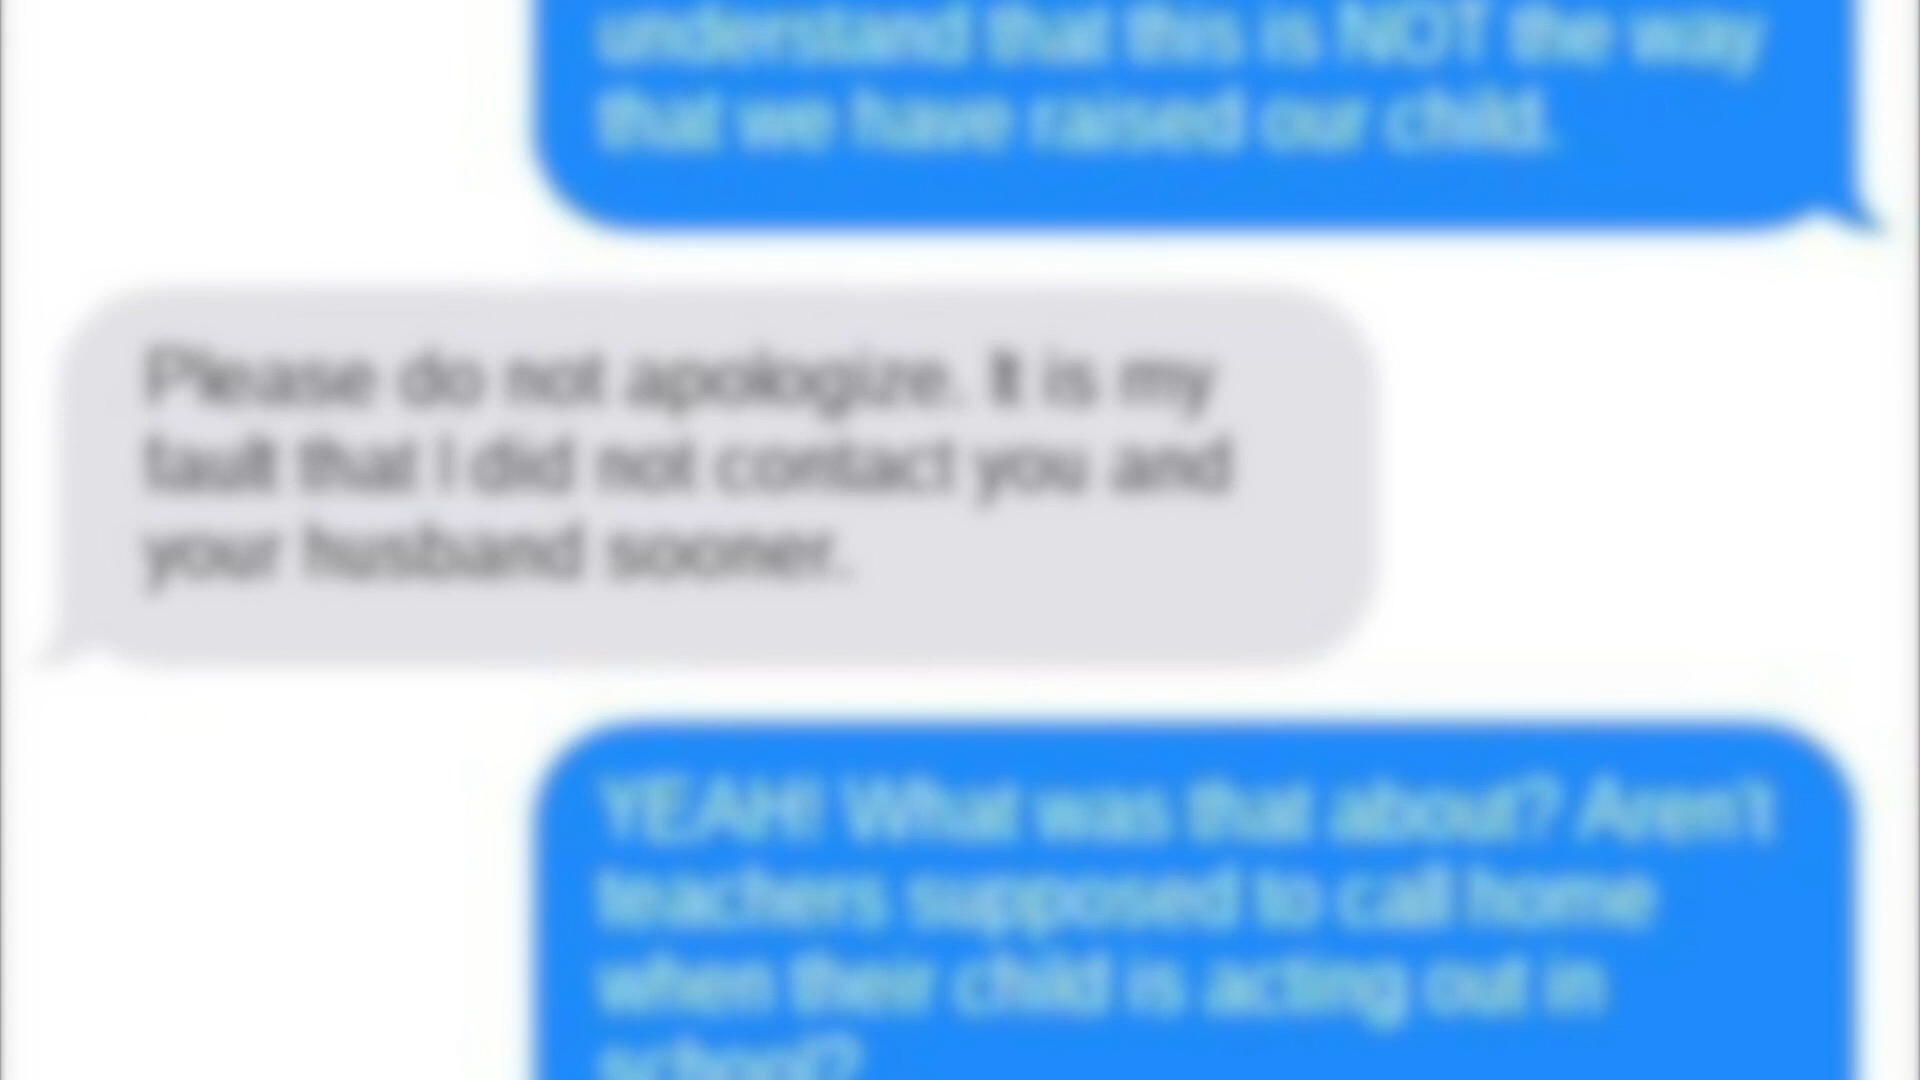 understand that this is NOT the way
that we have raised our child.
Please do not apologize. It is my
fault that I did not contact you and
your husband sooner.
YEAH! What was that about? Aren't
teachers supposed to call home
when their child is acting out in
school?